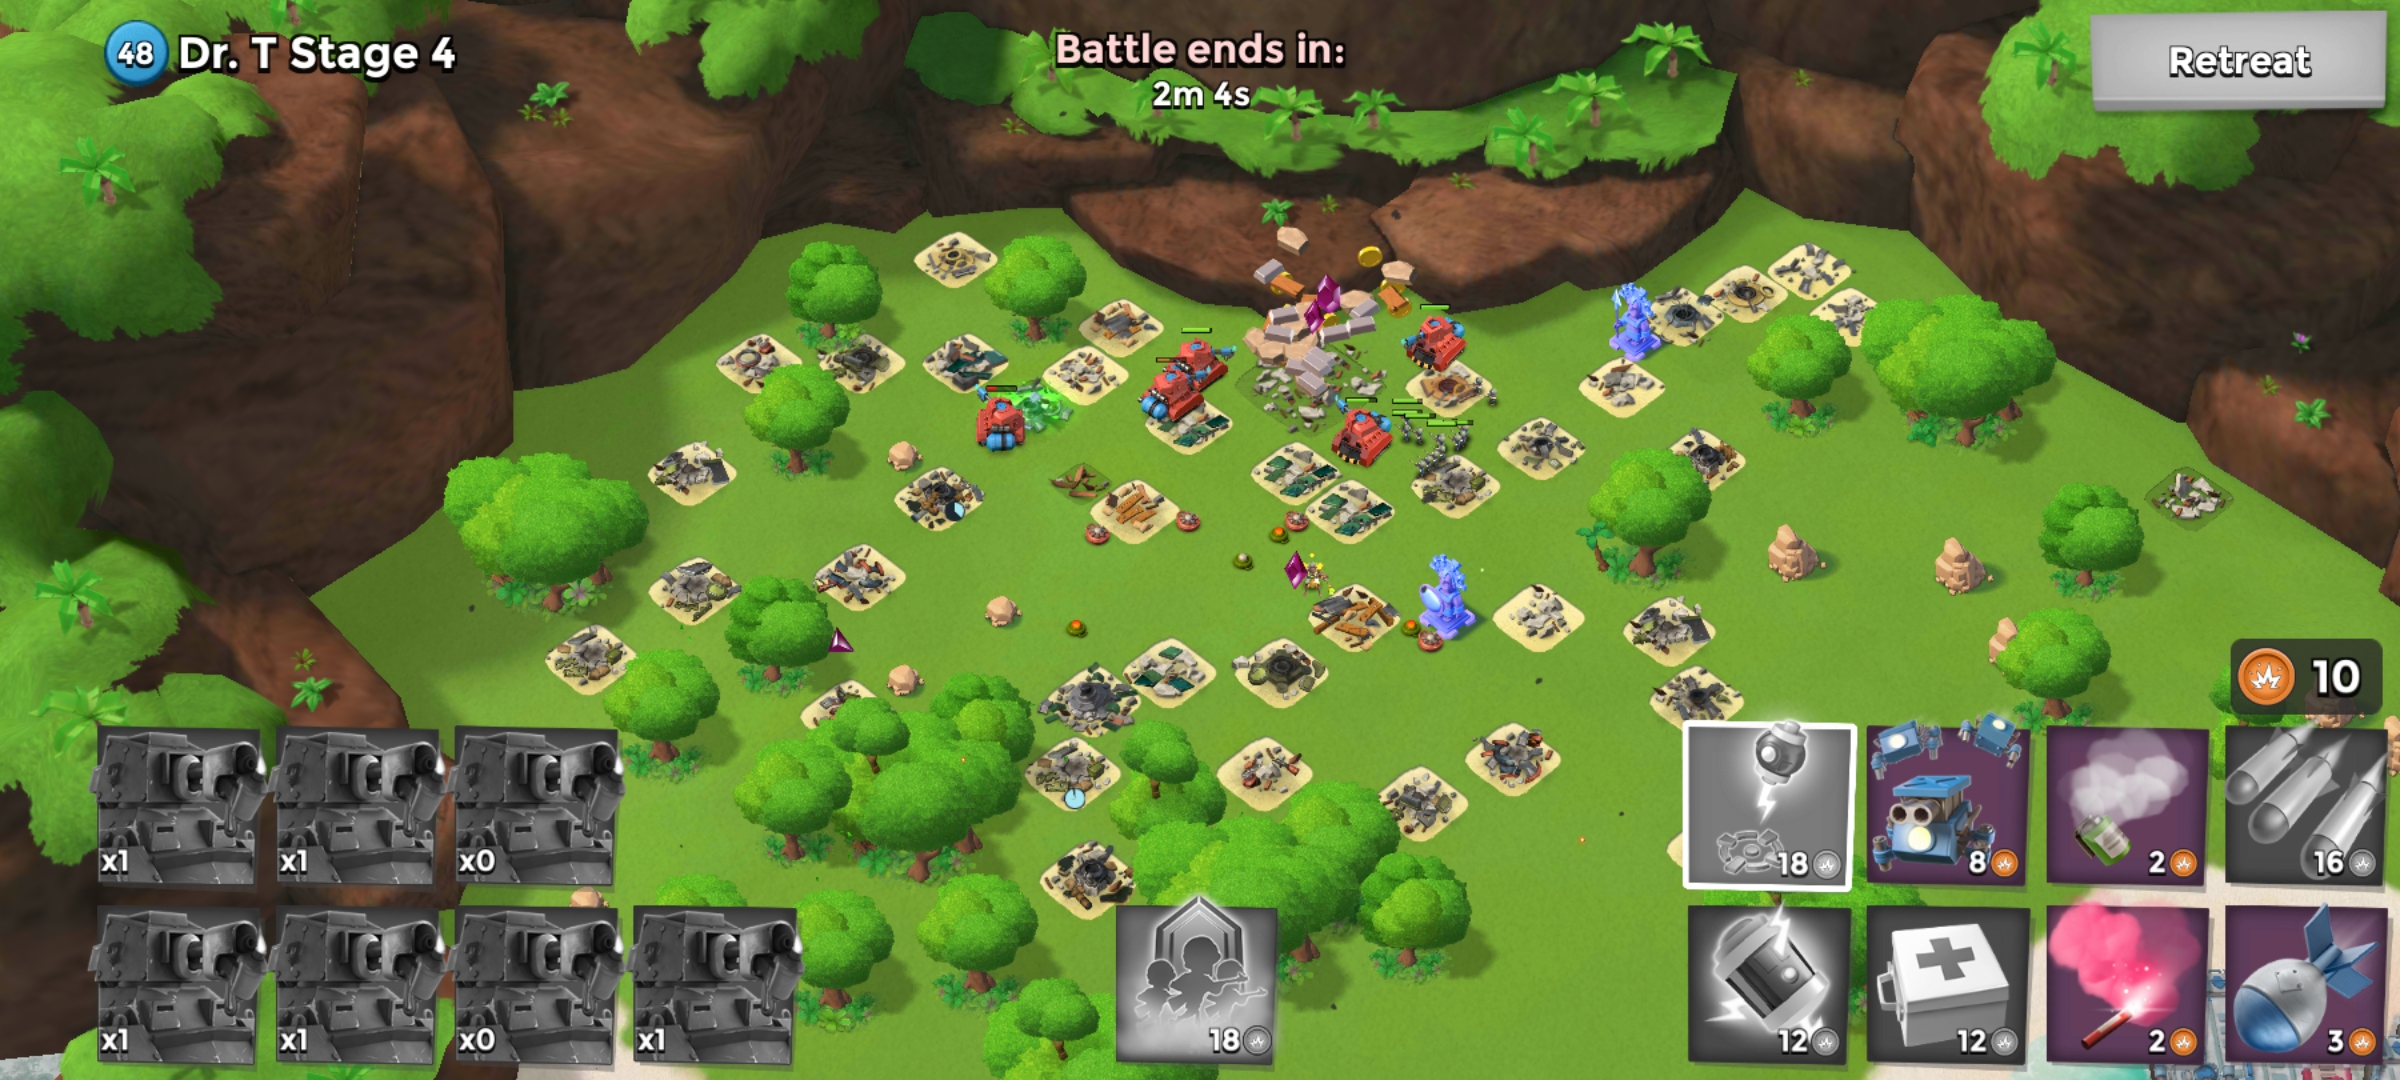 48 Dr. T Stage 4
Battle ends in:
2m 4s
Retreat
10
x1
x1
x0
18
8
2
16
x1
x1
x0
x1
18
12
12
2
3